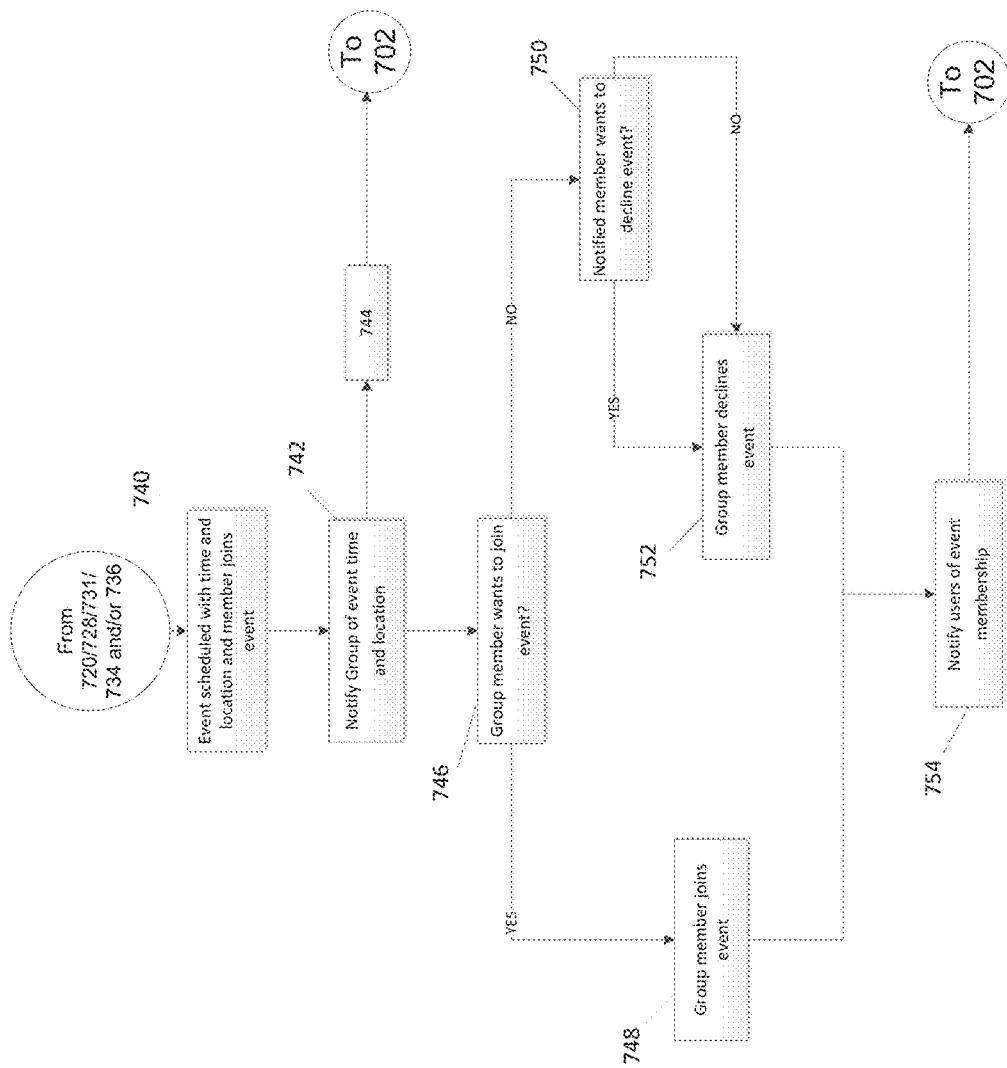 From
720/728/731/
734 and/or 736
740
Event scheduled with time and
location and member joins
event
742
Notify Group of event time
and location
744
To
702
746
Group member wants to join
event?
YES
NO
748
Group member joins
event
750
Notified member wants to
decline event?
YES
NO
752
Group member declines
event
754
Notify users of event
membership
To
702